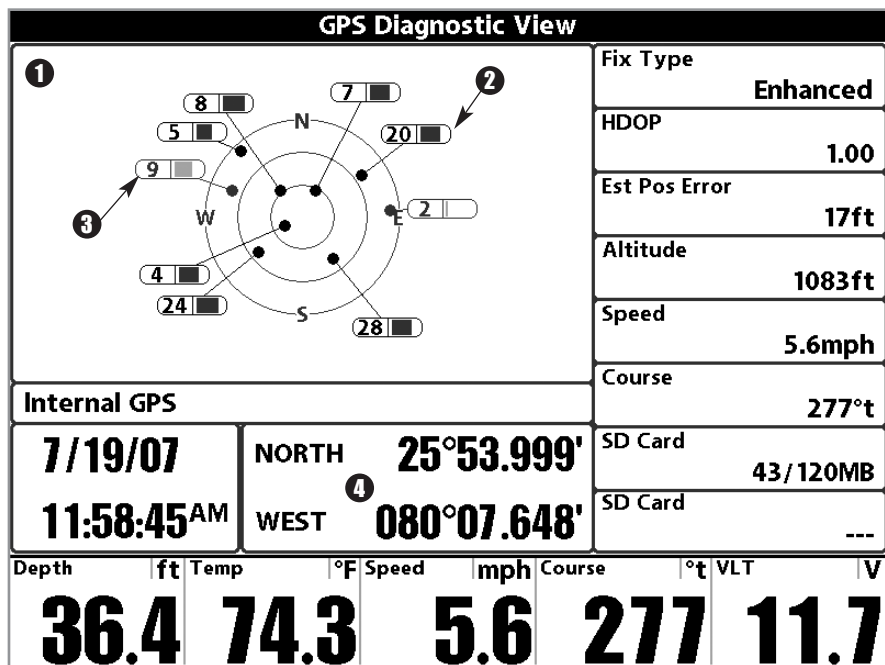 GPS Diagnostic View
1
2
3
8
7
N
5
20
9
W
E
2
4
24
S
28
Internal GPS
7/19/07
11:58:45AM
NORTH 25°53.999'
4
WEST 080°07.648'
Fix Type
Enhanced
HDOP
1.00
Est Pos Error
17ft
Altitude
1083ft
Speed
5.6mph
Course
277°t
SD Card
43/120MB
SD Card
---
Depth ft
36.4
Temp °F
74.3
Speed mph
5.6
Course °t
277
VLT V
11.7